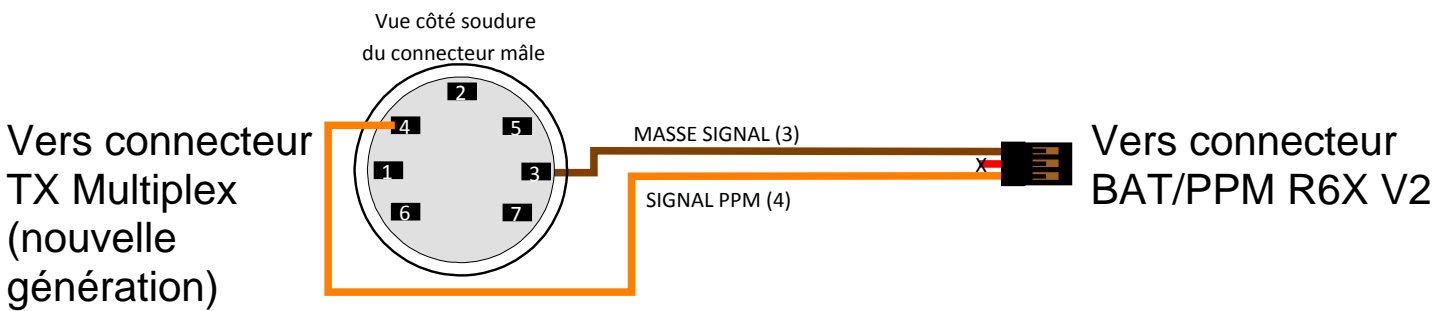 Vue côté soudure
du connecteur mâle
Vers connecteur
TX Multiplex
(nouvelle
génération)
2
4
5
1
3
6
7
MASSE SIGNAL (3)
X
SIGNAL PPM (4)
Vers connecteur
BAT/PPM R6X V2